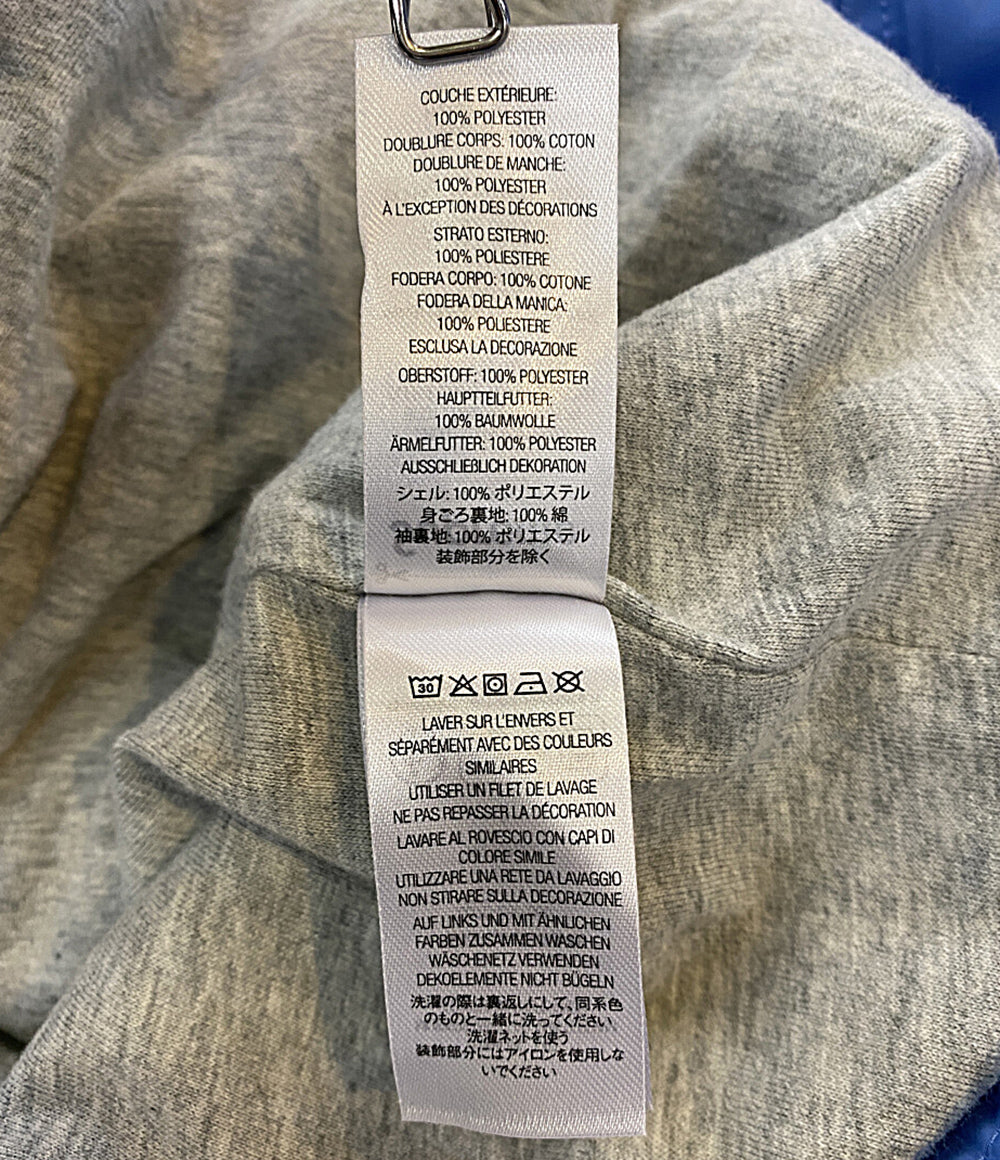 COUCHE EXTÉRIEURE:
100% POLYESTER
DOUBLURE CORPS: 100% COTON
DOUBLURE DE MANCHE:
100% POLYESTER
À L'EXCEPTION DES DÉCORATIONS
STRATO ESTERNO:
100% POLIESTERE
FODERA CORPO: 100% COTONE
FODERA DELLA MANICA:
100% POLIESTERE
ESCLUSA LA DECORAZIONE
OBERSTOFF: 100% POLYESTER
HAUPTTEILFUTTER:
100% BAUMWOLLE
ÄRMELFUTTER: 100% POLYESTER
AUSSCHLIEßLICH DEKORATION
シェル: 100% ポリエステル
身ごろ裏地: 100% 綿
袖裏地: 100% ポリエステル
装飾部分を除く
30
LAVER SUR L'ENVERS ET
SÉPARÉMENT AVEC DES COULEURS
SIMILAIRES
UTILISER UN FILET DE LAVAGE
NE PAS REPASSER LA DÉCORATION
LAVARE AL ROVESCIO CON CAPI DI
COLORE SIMILE
UTILIZZARE UNA RETE DA LAVAGGIO
NON STIRARE SULLA DECORAZIONE
AUF LINKS UND MIT ÄHNLICHEN
FARBEN ZUSAMMEN WASCHEN
WÄSCHENETZ VERWENDEN
DEKOELEMENTE NICHT BÜGELN
洗濯の際は裏返しにして、同系色
のものと一緒に洗ってください
洗濯ネットを使う
装飾部分にはアイロンを使用しな
いでください